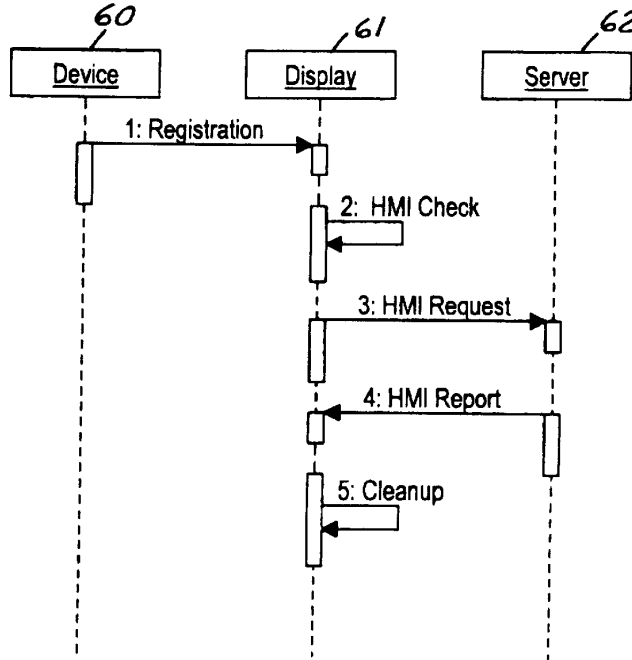 60
61
62
Device
Display
Server
1: Registration
2: HMI Check
3: HMI Request
4: HMI Report
5: Cleanup